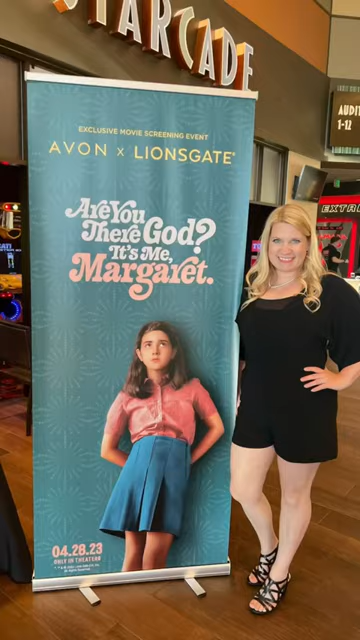 STARCADE
EXCLUSIVE MOVIE SCREENING EVENT
AVON x LIONSGATE
Are You
There God?
It's Me,
Margaret.
04.28.23
ONLY IN THEATERS
AUDIT
1-12
EXTRE